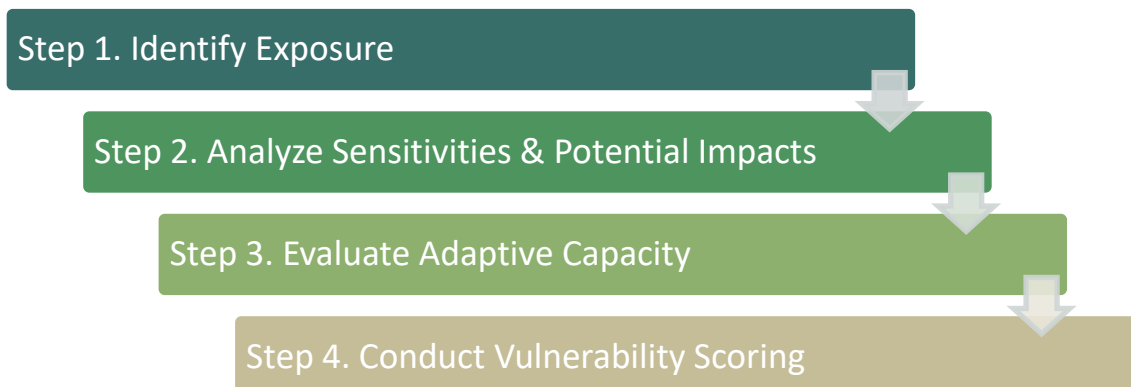 Step 1. Identify Exposure
Step 2. Analyze Sensitivities & Potential Impacts
Step 3. Evaluate Adaptive Capacity
Step 4. Conduct Vulnerability Scoring